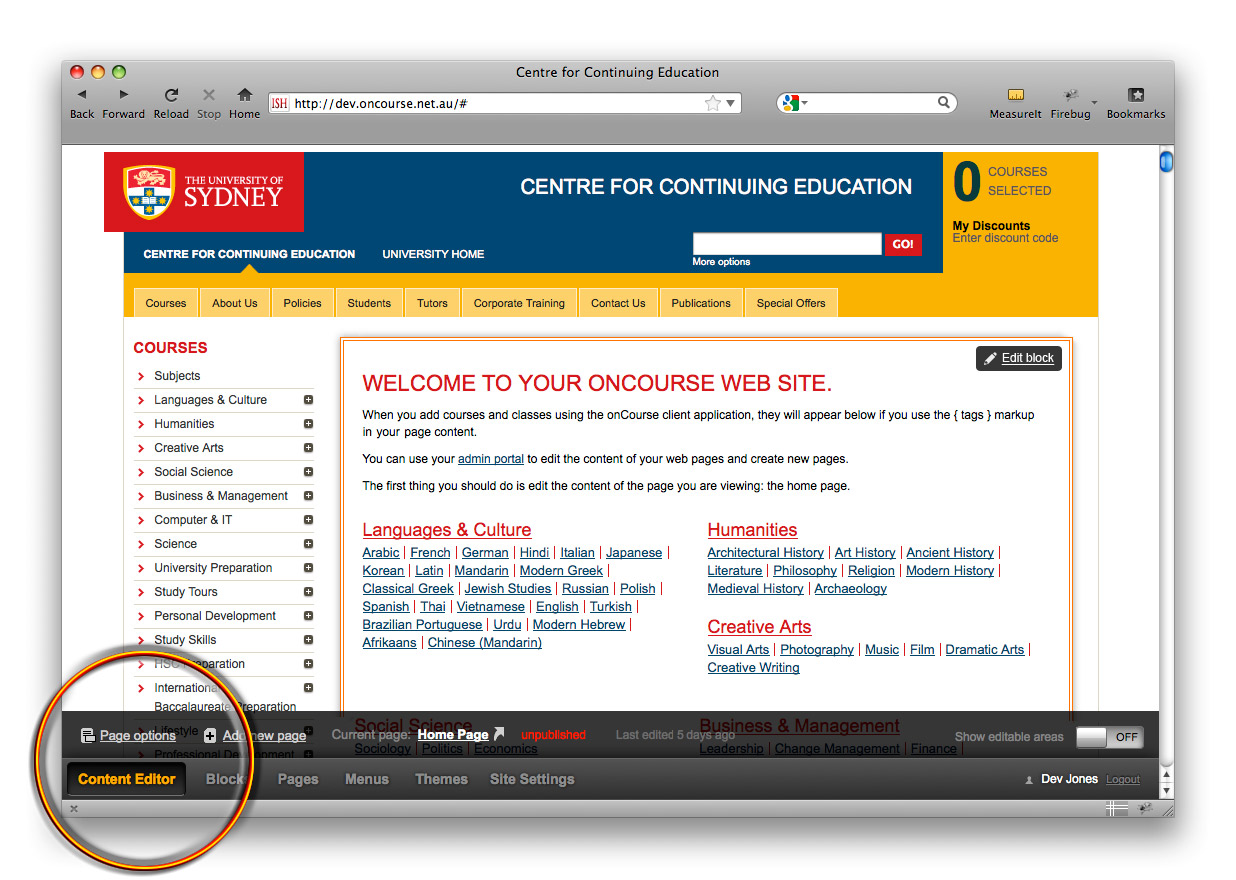 Centre for Continuing Education
Back Forward Reload Stop Home
ISH http://dev.oncourse.net.au/#
MeasureIt Firebug Bookmarks
THE UNIVERSITY OF
SYDNEY
CENTRE FOR CONTINUING EDUCATION
0 COURSES
SELECTED
My Discounts
Enter discount code
CENTRE FOR CONTINUING EDUCATION UNIVERSITY HOME
GO!
More options
Courses About Us Policies Students Tutors Corporate Training Contact Us Publications Special Offers
COURSES
Subjects
Languages & Culture
Humanities
Creative Arts
Social Science
Business & Management
Computer & IT
Science
University Preparation
Study Tours
Personal Development
Study Skills
HSC Preparation
International
Baccalaureate Preparation
Lifestyle
Professional Development
Edit block
WELCOME TO YOUR ONCOURSE WEB SITE.
When you add courses and classes using the onCourse client application, they will appear below if you use the { tags } markup
in your page content.
You can use your admin portal to edit the content of your web pages and create new pages.
The first thing you should do is edit the content of the page you are viewing: the home page.
Languages & Culture
Arabic | French | German | Hindi | Italian | Japanese |
Korean | Latin | Mandarin | Modern Greek |
Classical Greek | Jewish Studies | Russian | Polish |
Spanish | Thai | Vietnamese | English | Turkish |
Brazilian Portuguese | Urdu | Modern Hebrew |
Afrikaans | Chinese (Mandarin)
Humanities
Architectural History | Art History | Ancient History |
Literature | Philosophy | Religion | Modern History |
Medieval History | Archaeology
Creative Arts
Visual Arts | Photography | Music | Film | Dramatic Arts |
Creative Writing
Social Science
Sociology | Politics | Economics
Business & Management
Leadership | Change Management | Finance |
Page options Add new page Current page: Home Page unpublished Last edited 5 days ago Show editable areas OFF
Content Editor Blocks Pages Menus Themes Site Settings Dev Jones Logout